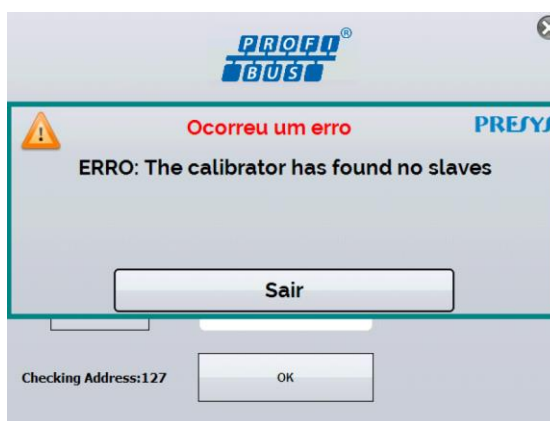 PROFI®
BUS
Ocorreu um erro
PRESYS
ERRO: The calibrator has found no slaves
Sair
Checking Address:127
OK